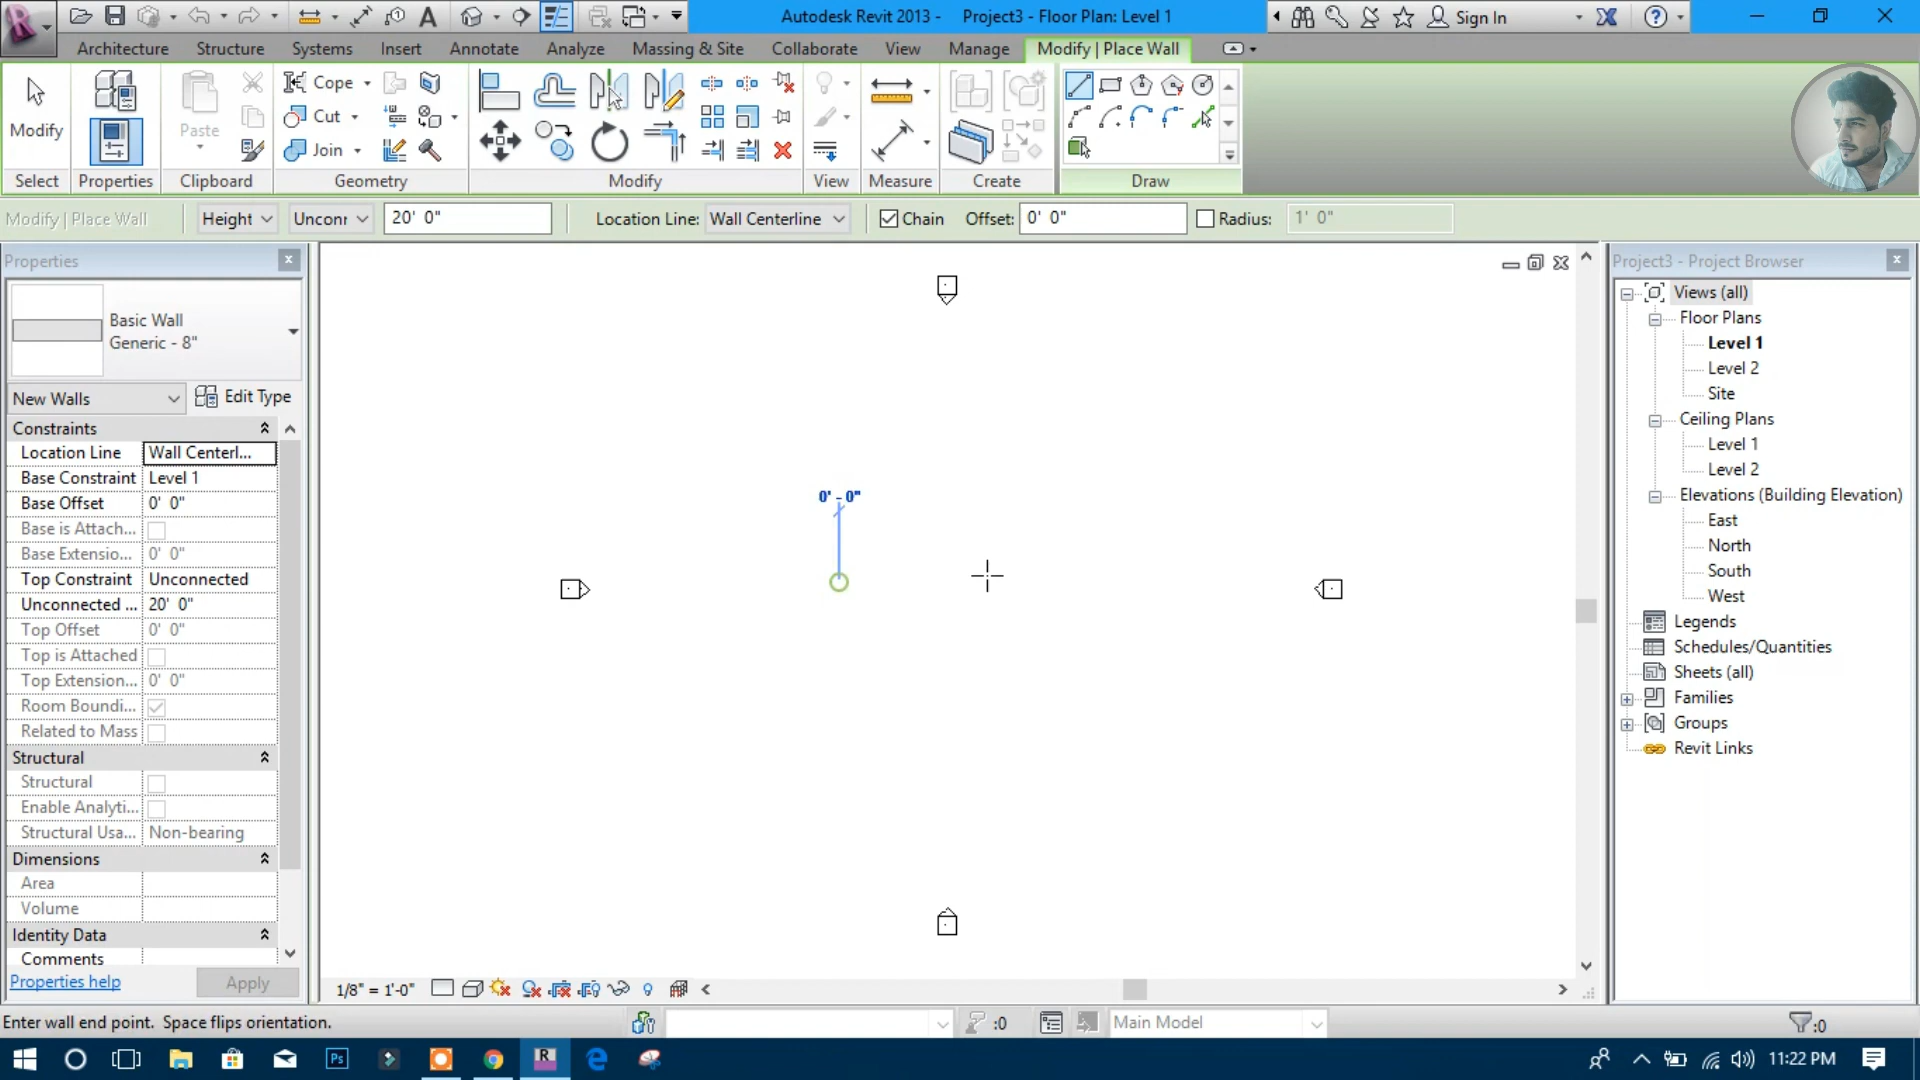 Autodesk Revit 2013 - Project3 - Floor Plan: Level 1
Sign In
Architecture Structure Systems Insert Annotate Analyze Massing & Site Collaborate View Manage Modify | Place Wall
Modify
Paste
Cope
Cut
Join
Select Properties Clipboard Geometry Modify View Measure Create Draw
Modify | Place Wall Height Unconr 20' 0" Location Line: Wall Centerline Chain Offset: 0' 0" Radius: 1' 0"
Properties
Basic Wall
Generic - 8"
New Walls Edit Type
Constraints
Location Line Wall Centerl...
Base Constraint Level 1
Base Offset 0' 0"
Base is Attach...
Base Extensio... 0' 0"
Top Constraint Unconnected
Unconnected ... 20' 0"
Top Offset 0' 0"
Top is Attached
Top Extension... 0' 0"
Room Boundi...
Related to Mass
Structural
Structural
Enable Analyti...
Structural Usa... Non-bearing
Dimensions
Area
Volume
Identity Data
Comments
Properties help Apply
0' - 0"
1/8" = 1'-0"
Project3 - Project Browser
Views (all)
Floor Plans
Level 1
Level 2
Site
Ceiling Plans
Level 1
Level 2
Elevations (Building Elevation)
East
North
South
West
Legends
Schedules/Quantities
Sheets (all)
Families
Groups
Revit Links
Enter wall end point. Space flips orientation. :0 Main Model :0
Ps
R
11:22 PM